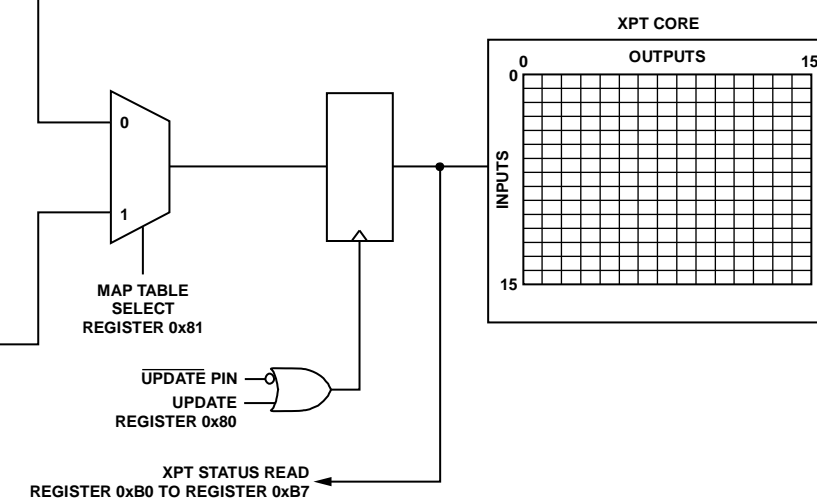 XPT CORE
OUTPUTS
0
15
0
INPUTS
15
0
1
MAP TABLE
SELECT
REGISTER 0x81
UPDATE PIN
UPDATE
REGISTER 0x80
XPT STATUS READ
REGISTER 0xB0 TO REGISTER 0xB7